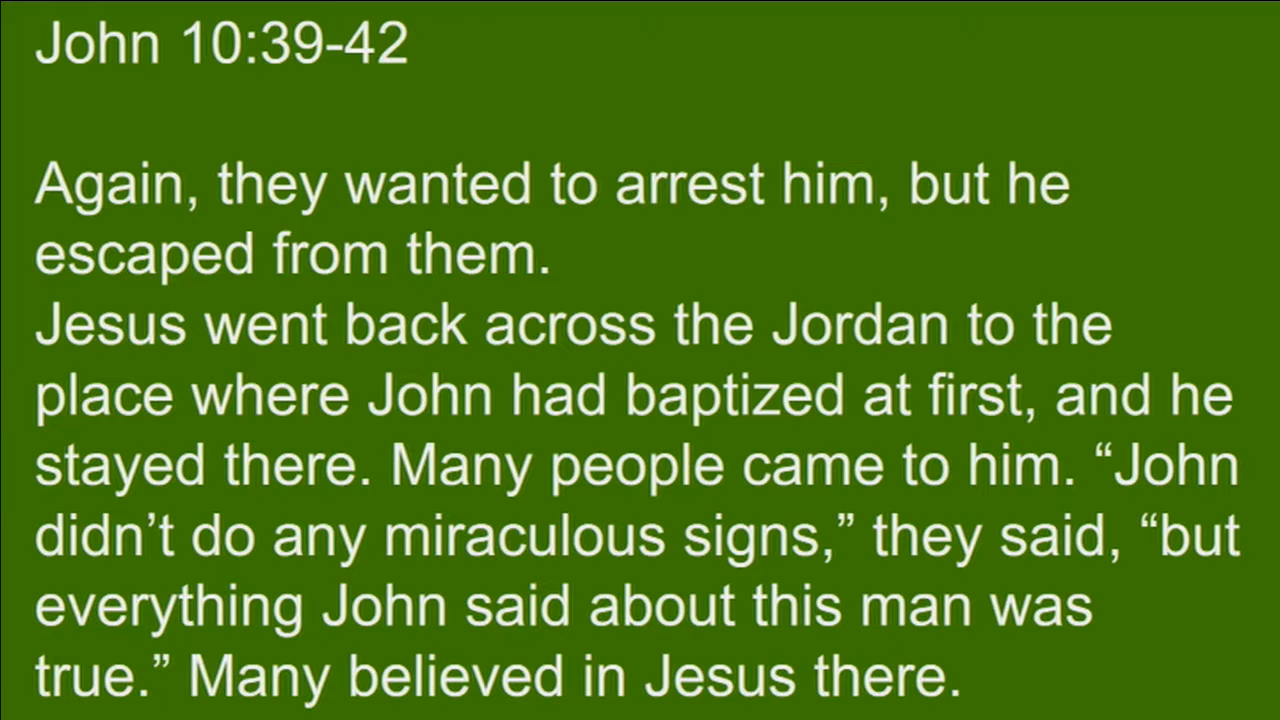 John 10:39-42
Again, they wanted to arrest him, but he
escaped from them.
Jesus went back across the Jordan to the
place where John had baptized at first, and he
stayed there. Many people came to him. “John
didn’t do any miraculous signs,” they said, “but
everything John said about this man was
true.” Many believed in Jesus there.